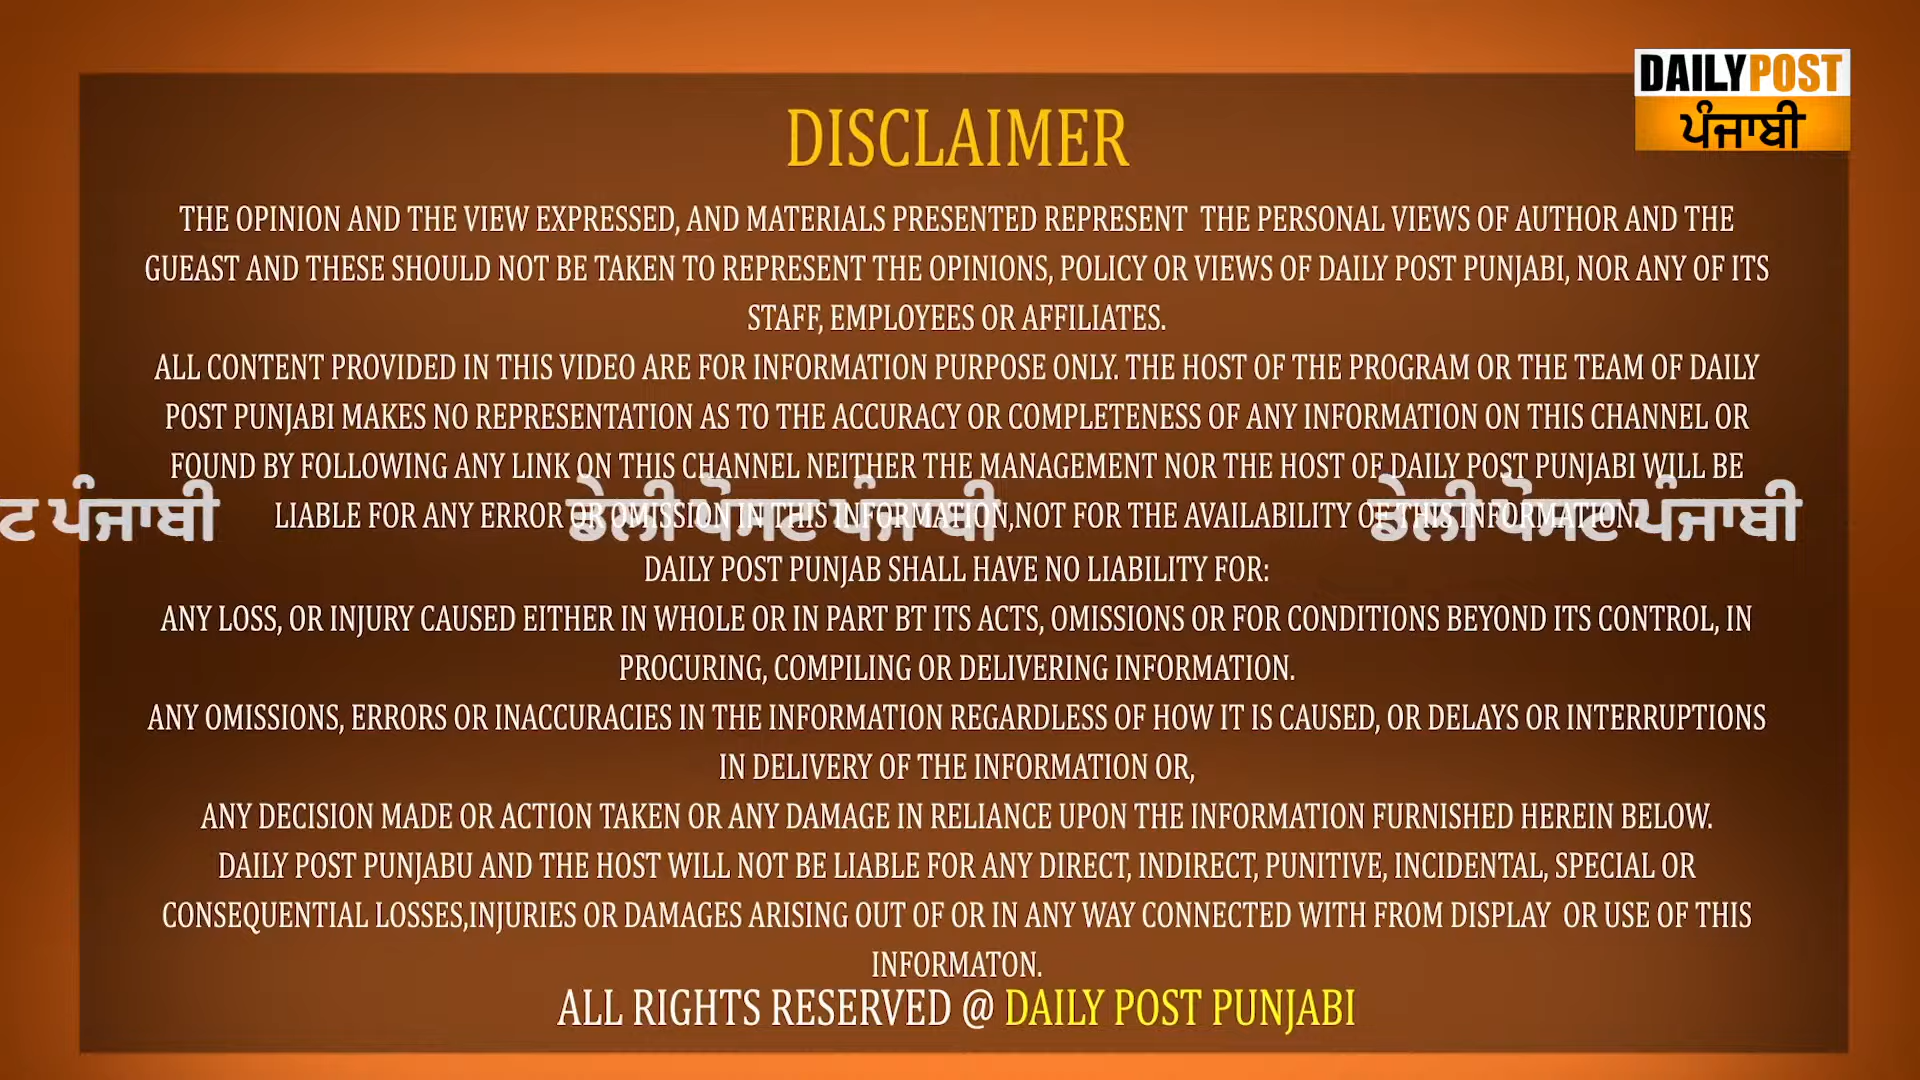 DAILYPOST
ਪੰਜਾਬੀ
DISCLAIMER
THE OPINION AND THE VIEW EXPRESSED, AND MATERIALS PRESENTED REPRESENT THE PERSONAL VIEWS OF AUTHOR AND THE
GUEAST AND THESE SHOULD NOT BE TAKEN TO REPRESENT THE OPINIONS, POLICY OR VIEWS OF DAILY POST PUNJABI, NOR ANY OF ITS
STAFF, EMPLOYEES OR AFFILIATES.
ALL CONTENT PROVIDED IN THIS VIDEO ARE FOR INFORMATION PURPOSE ONLY. THE HOST OF THE PROGRAM OR THE TEAM OF DAILY
POST PUNJABI MAKES NO REPRESENTATION AS TO THE ACCURACY OR COMPLETENESS OF ANY INFORMATION ON THIS CHANNEL OR
FOUND BY FOLLOWING ANY LINK ON THIS CHANNEL NEITHER THE MANAGEMENT NOR THE HOST OF DAILY POST PUNJABI WILL BE
LIABLE FOR ANY ERROR OR OMISSION IN THIS INFORMATION,NOT FOR THE AVAILABILITY OF THIS INFORMATION.
ਟ ਪੰਜਾਬੀ ਡੇਲੀ ਪੋਸਟ ਪੰਜਾਬੀ ਡੇਲੀ ਪੋਸਟ ਪੰਜਾਬੀ
DAILY POST PUNJAB SHALL HAVE NO LIABILITY FOR:
ANY LOSS, OR INJURY CAUSED EITHER IN WHOLE OR IN PART BT ITS ACTS, OMISSIONS OR FOR CONDITIONS BEYOND ITS CONTROL, IN
PROCURING, COMPILING OR DELIVERING INFORMATION.
ANY OMISSIONS, ERRORS OR INACCURACIES IN THE INFORMATION REGARDLESS OF HOW IT IS CAUSED, OR DELAYS OR INTERRUPTIONS
IN DELIVERY OF THE INFORMATION OR,
ANY DECISION MADE OR ACTION TAKEN OR ANY DAMAGE IN RELIANCE UPON THE INFORMATION FURNISHED HEREIN BELOW.
DAILY POST PUNJABU AND THE HOST WILL NOT BE LIABLE FOR ANY DIRECT, INDIRECT, PUNITIVE, INCIDENTAL, SPECIAL OR
CONSEQUENTIAL LOSSES,INJURIES OR DAMAGES ARISING OUT OF OR IN ANY WAY CONNECTED WITH FROM DISPLAY OR USE OF THIS
INFORMATON.
ALL RIGHTS RESERVED @ DAILY POST PUNJABI